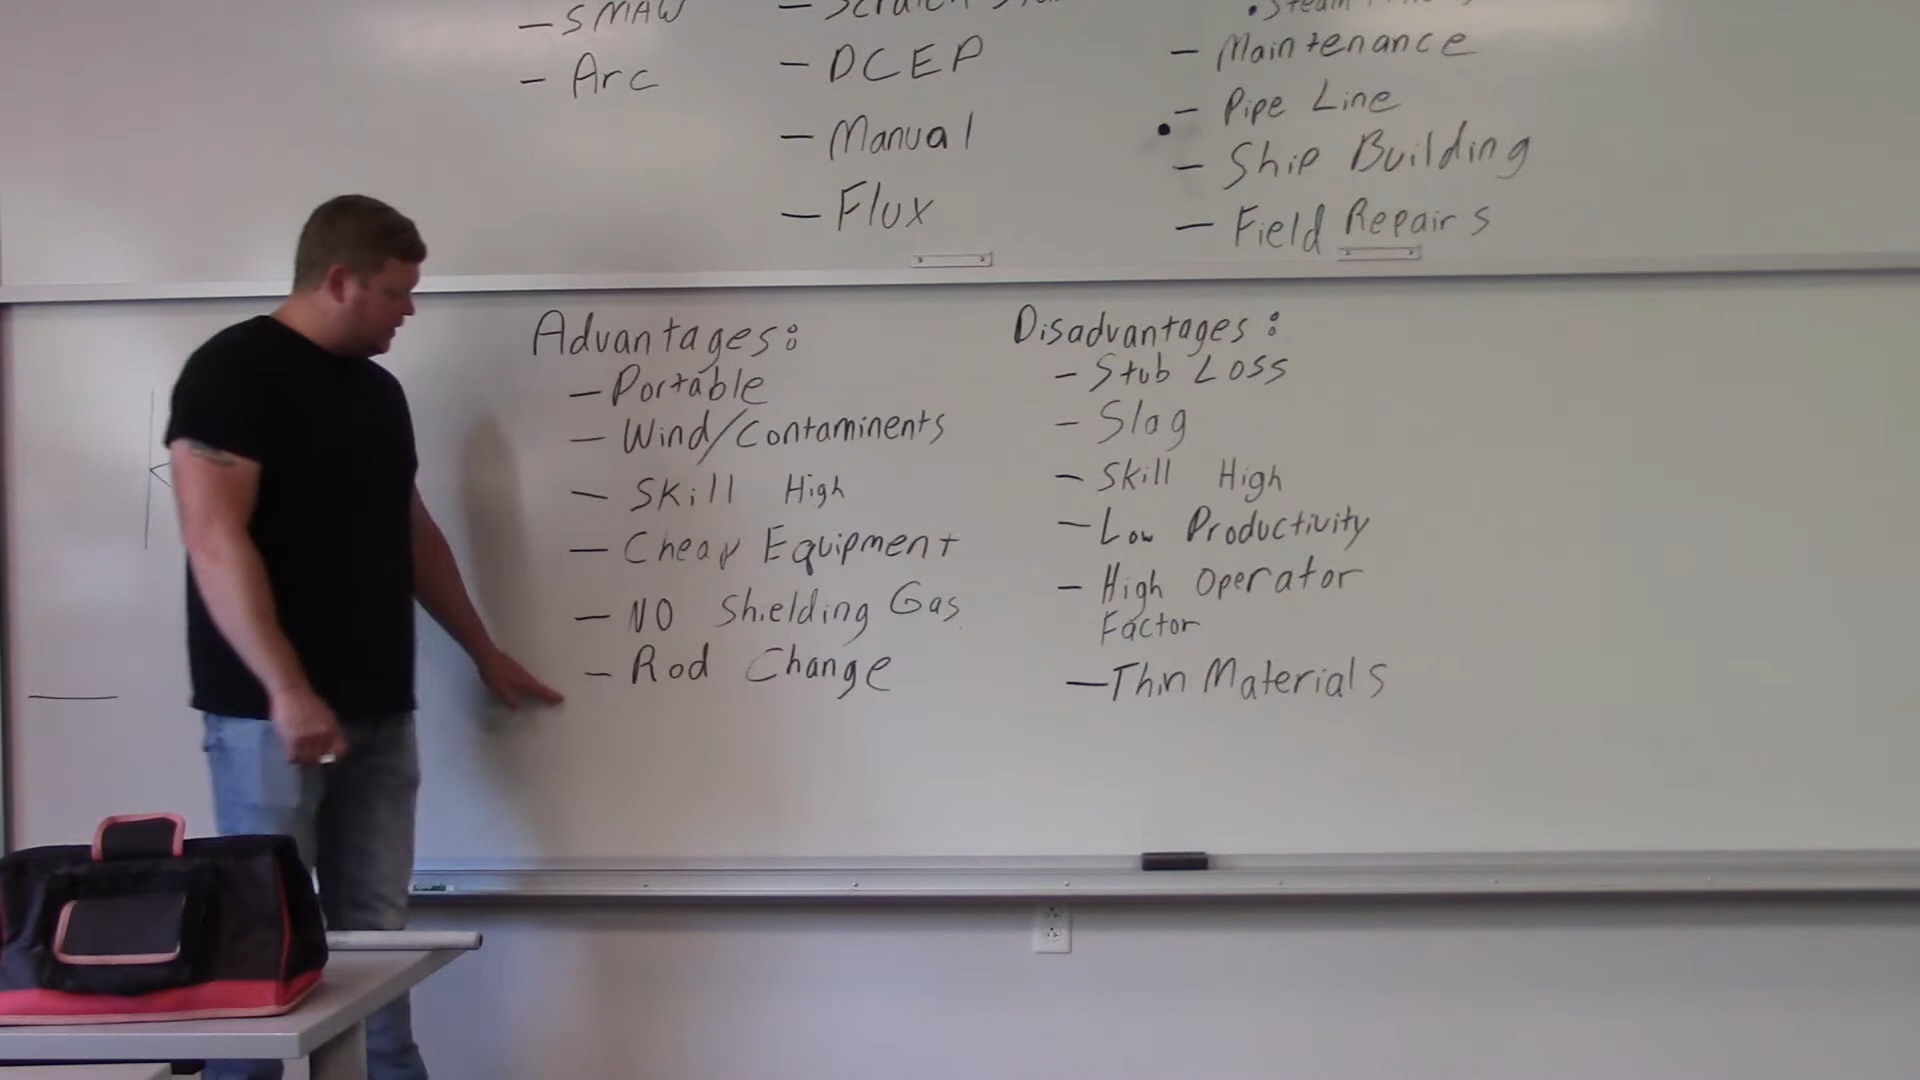 - SMAW
- Arc
- DCEP
- Manual
- Flux
- Maintenance
- Pipe Line
- Ship Building
- Field Repairs
Advantages:
- Portable
- Wind/Contaminents
- Skill High
- Cheap Equipment
- NO Shielding Gas
- Rod Change
Disadvantages:
- Stub Loss
- Slag
- Skill High
- Low Productivity
- High Operator
Factor
- Thin Materials